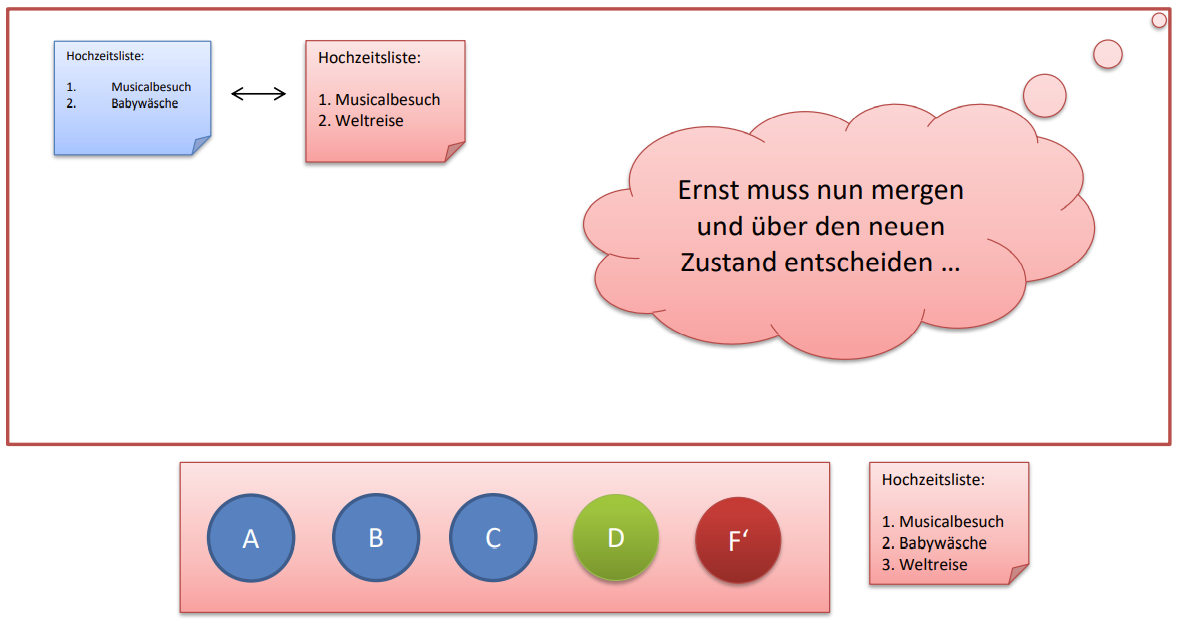 Hochzeitsliste:
1. Musicalbesuch
2. Babywäsche
Hochzeitsliste:
1. Musicalbesuch
2. Weltreise
Ernst muss nun mergen
und über den neuen
Zustand entscheiden ...
A B C D F‘
Hochzeitsliste:
1. Musicalbesuch
2. Babywäsche
3. Weltreise